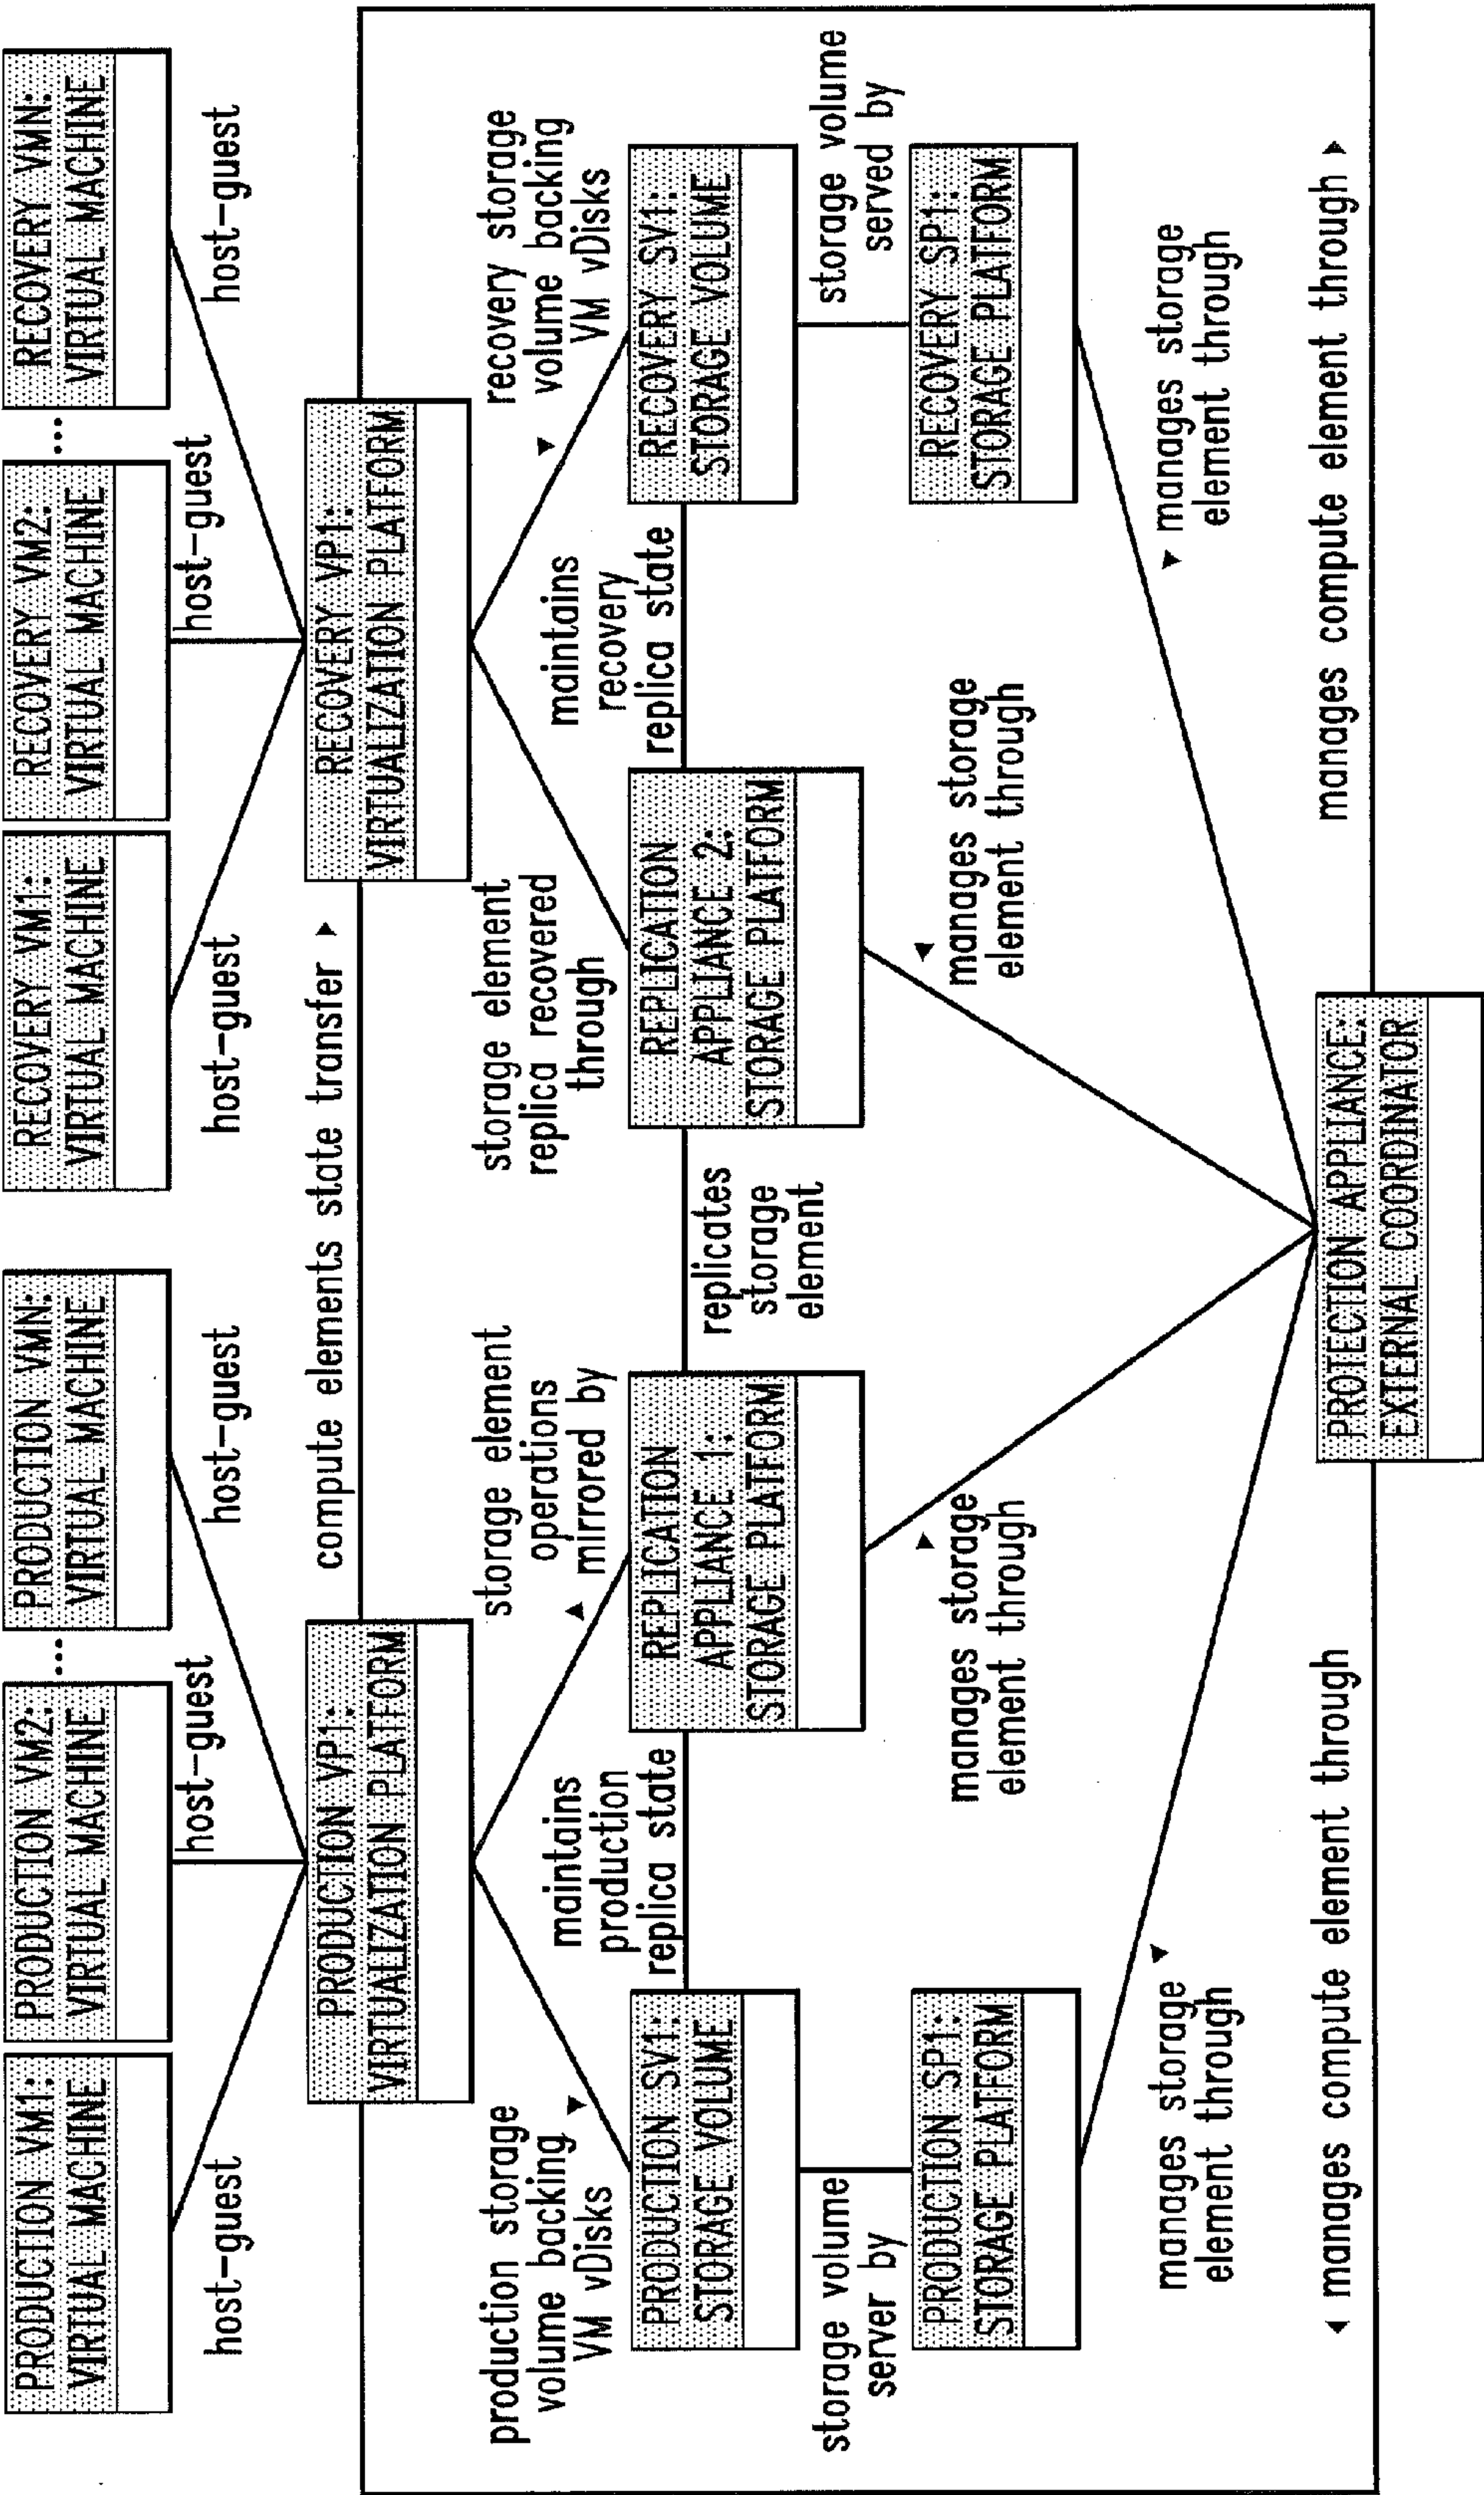 PRODUCTION VM1:
VIRTUAL MACHINE
PRODUCTION VM2:
VIRTUAL MACHINE
...
PRODUCTION VMN:
VIRTUAL MACHINE
RECOVERY VM1:
VIRTUAL MACHINE
RECOVERY VM2:
VIRTUAL MACHINE
...
RECOVERY VMN:
VIRTUAL MACHINE
host-guest
host-guest
host-guest
host-guest
host-guest
host-guest
PRODUCTION VP1:
VIRTUALIZATION PLATFORM
compute elements state transfer
RECOVERY VP1:
VIRTUALIZATION PLATFORM
production storage
volume backing
VM vDisks
maintains
production
replica state
storage element
operations
mirrored by
storage element
replica recovered
through
maintains
recovery
replica state
recovery storage
volume backing
VM vDisks
PRODUCTION SV1:
STORAGE VOLUME
REPLICATION
APPLIANCE 1:
STORAGE PLATFORM
replicates
storage
element
REPLICATION
APPLIANCE 2:
STORAGE PLATFORM
RECOVERY SV1:
STORAGE VOLUME
storage volume
server by
storage volume
served by
PRODUCTION SP1:
STORAGE PLATFORM
manages storage
element through
manages storage
element through
RECOVERY SP1:
STORAGE PLATFORM
manages storage
element through
manages storage
element through
manages compute element through
PROTECTION APPLIANCE:
EXTERNAL COORDINATOR
manages compute element through